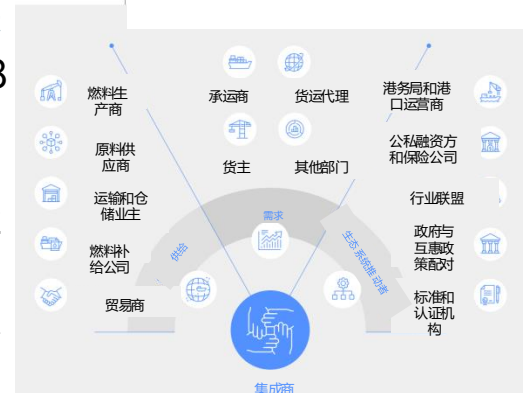 3
燃料生
产商
原料供
应商
运输和仓
储业主
燃料补
给公司
贸易商
承运商
货运代理
货主
其他部门
港务局和港
口运营商
公私融资方
和保险公司
行业联盟
政府与
互惠政
策配对
标准和
认证机
构
供给
需求
生态系统推动者
集成商